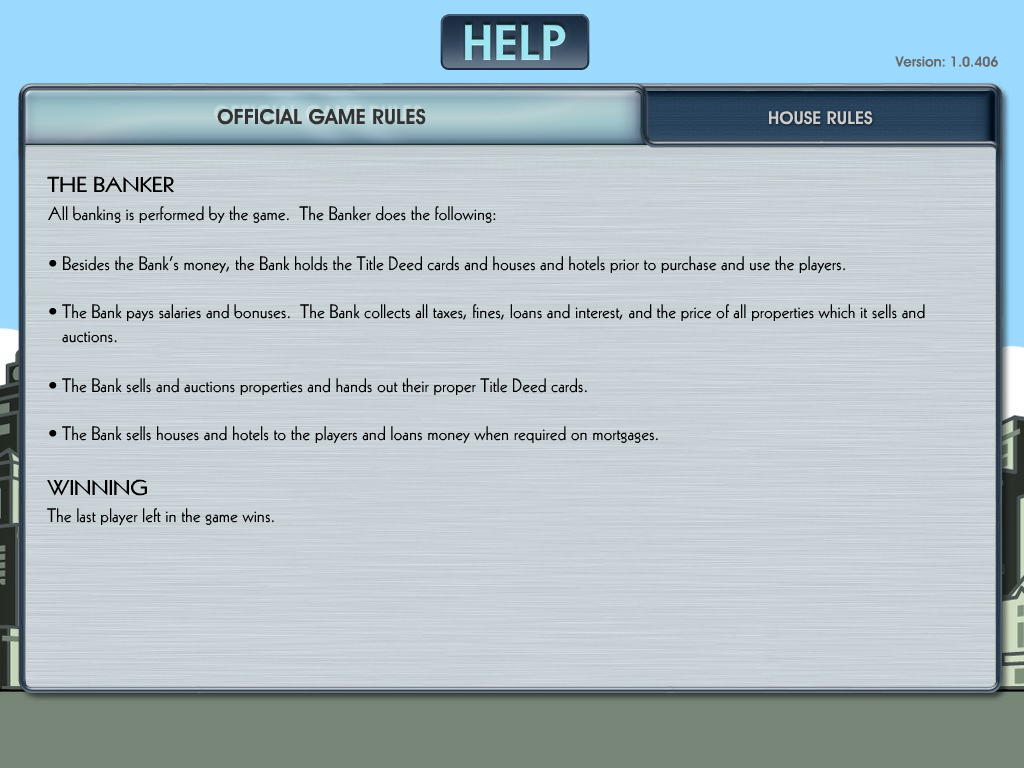 HELP
Version: 1.0.406
OFFICIAL GAME RULES
HOUSE RULES
THE BANKER
All banking is performed by the game.  The Banker does the following:
• Besides the Bank's money, the Bank holds the Title Deed cards and houses and hotels prior to purchase and use the players.
• The Bank pays salaries and bonuses.  The Bank collects all taxes, fines, loans and interest, and the price of all properties which it sells and
auctions.
• The Bank sells and auctions properties and hands out their proper Title Deed cards.
• The Bank sells houses and hotels to the players and loans money when required on mortgages.
WINNING
The last player left in the game wins.